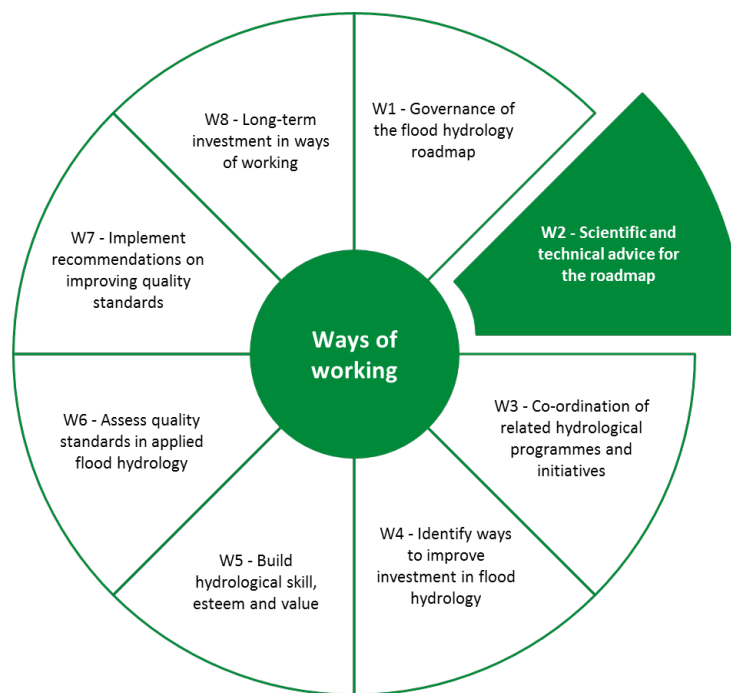 W1 - Governance of
the flood hydrology
roadmap
W2 - Scientific and
technical advice for
the roadmap
W3 - Co-ordination of
related hydrological
programmes and
initiatives
W4 - Identify ways
to improve
investment in flood
hydrology
W5 - Build
hydrological skill,
esteem and value
W6 - Assess quality
standards in applied
flood hydrology
W7 - Implement
recommendations on
improving quality
standards
W8 - Long-term
investment in ways
of working
Ways of
working